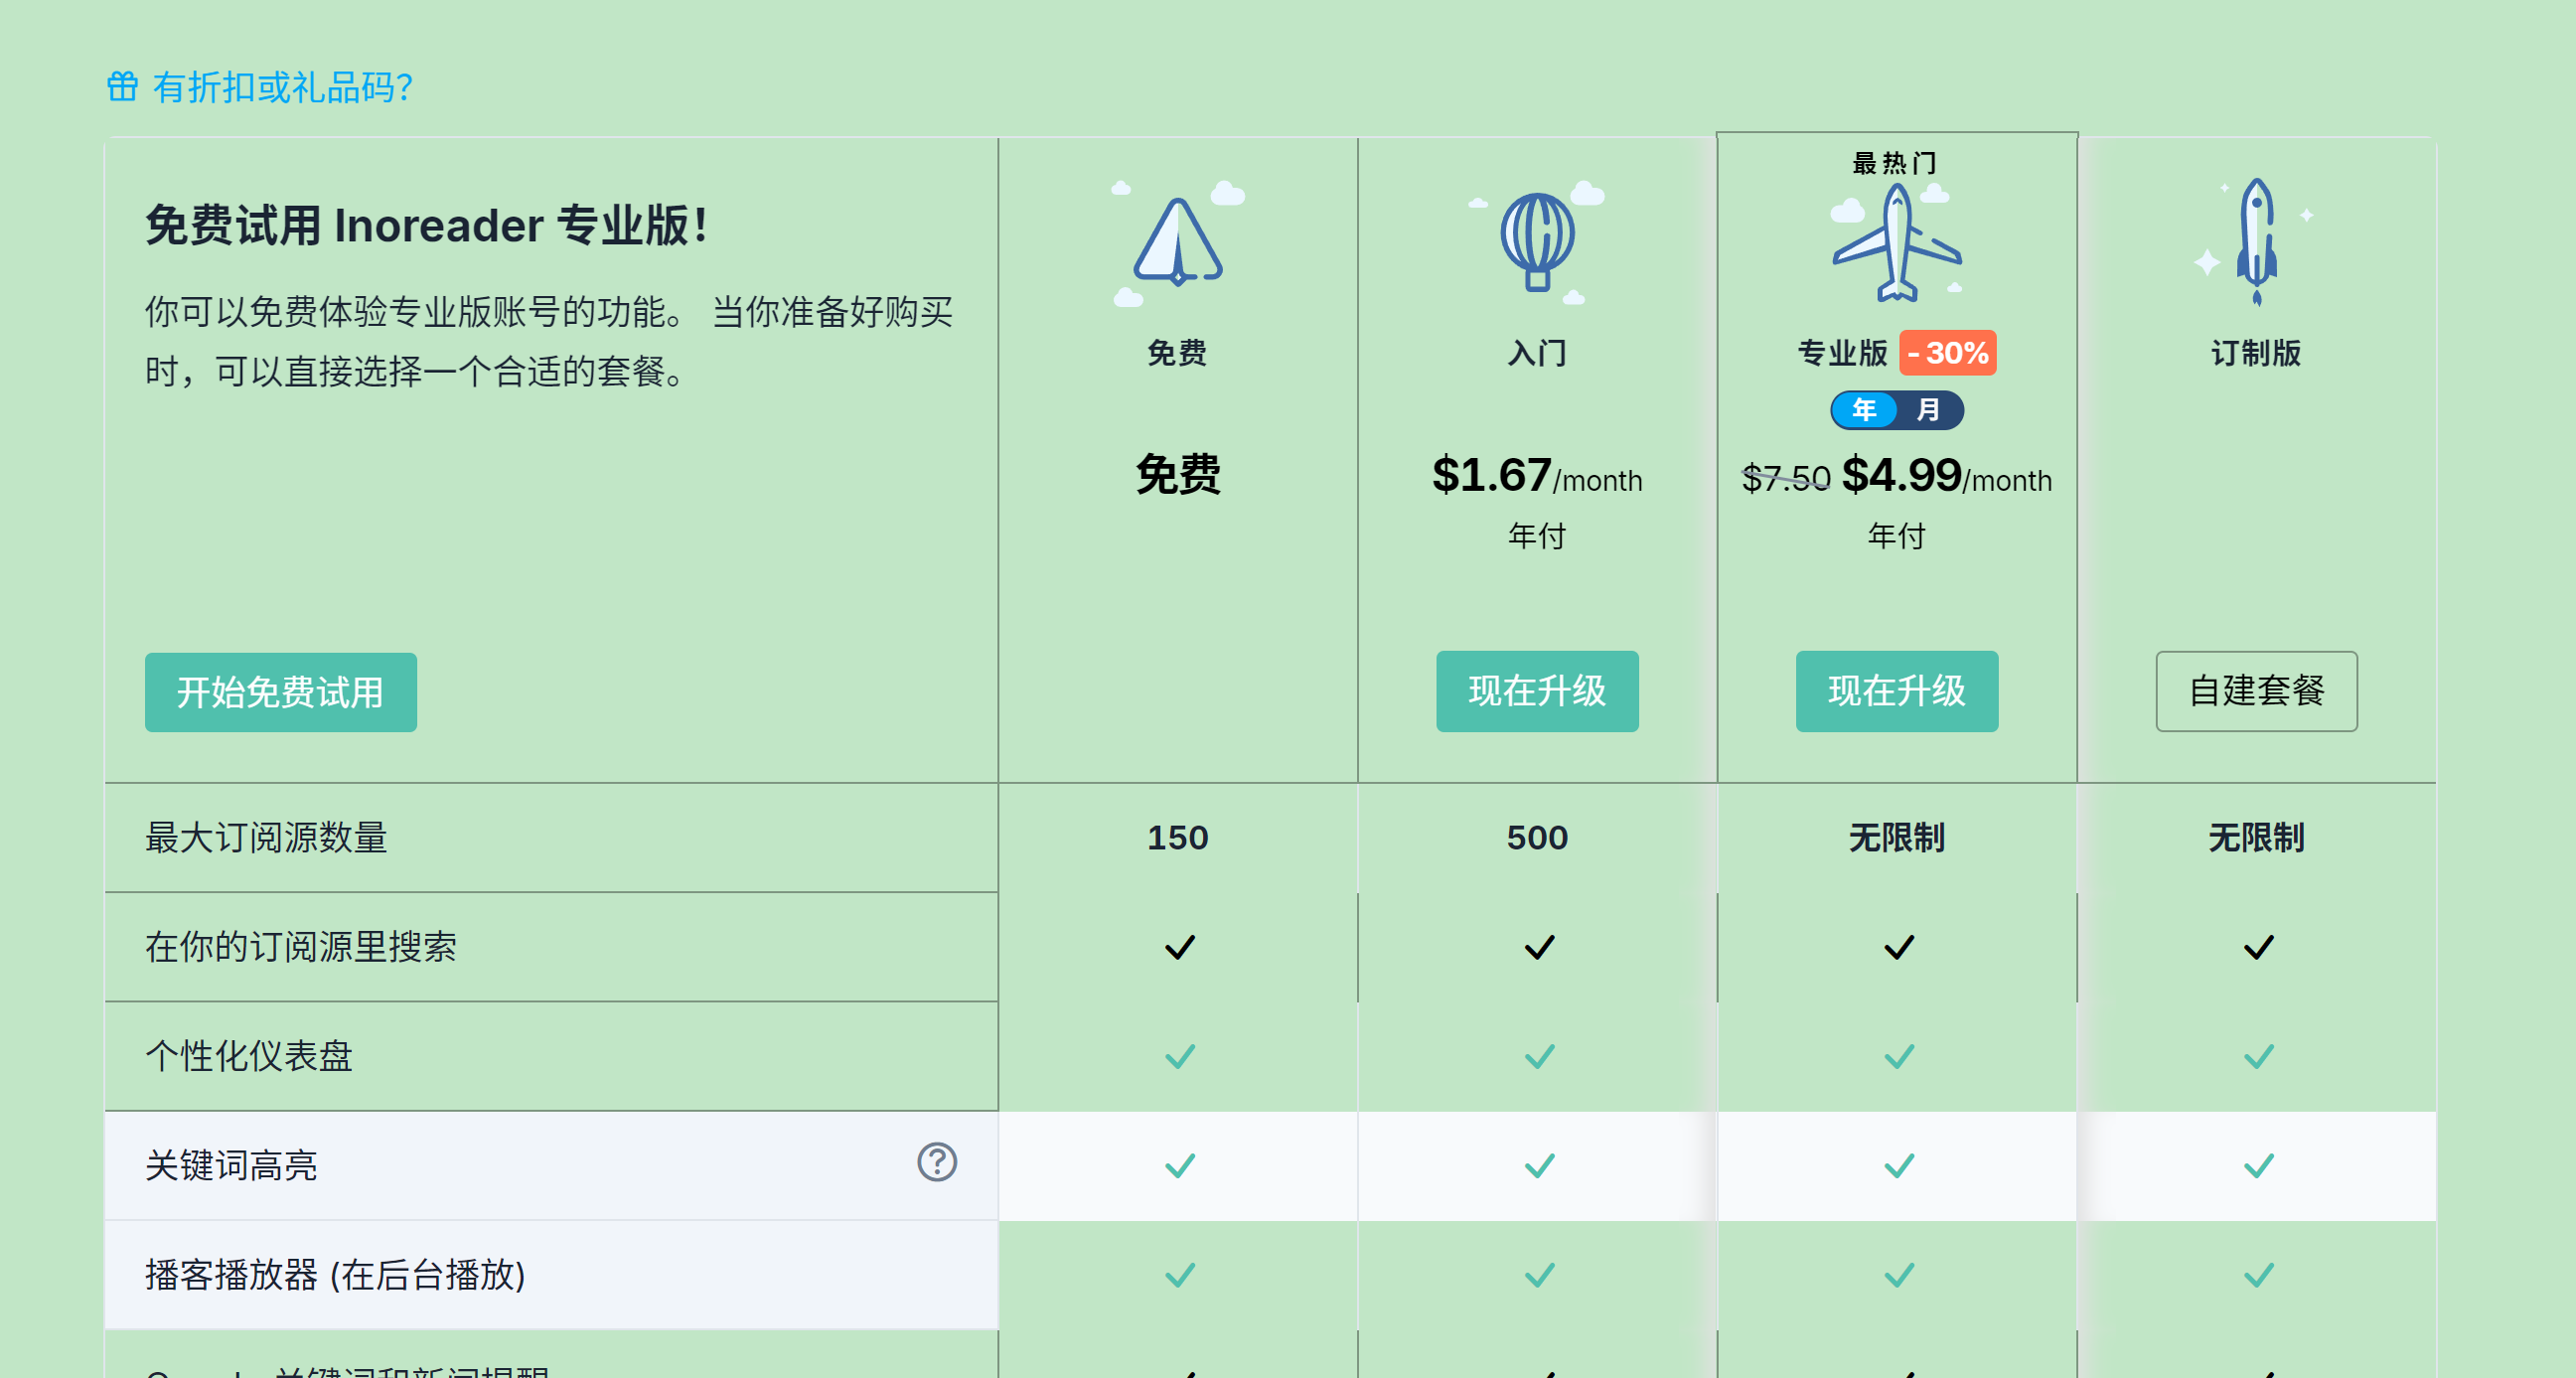 有折扣或礼品码？
免费试用 Inoreader 专业版！
你可以免费体验专业版账号的功能。 当你准备好购买
时，可以直接选择一个合适的套餐。
开始免费试用
免费
免费
入门
$1.67/month
年付
现在升级
最热门
专业版 - 30%
年 月
$7.50 $4.99/month
年付
现在升级
订制版
自建套餐
最大订阅源数量 150 500 无限制 无限制
在你的订阅源里搜索
个性化仪表盘
关键词高亮
播客播放器 (在后台播放)
关键词和新闻提醒